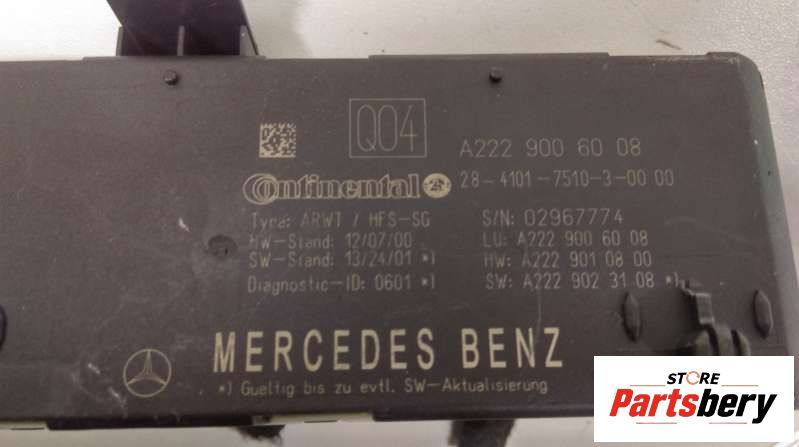 Q04
A222 900 60 08
Continental
28-4101-7510-3-00 00
Type: ARWT / HFS-SG
S/N: 02967774
HW-Stand: 12/07/00
LU: A222 900 60 08
SW-Stand: 13/24/01 *)
HW: A222 901 08 00
Diagnostic-ID: 0601 *)
SW: A222 902 31 08 *)
MERCEDES BENZ
*) Gueltig bis zu evtl. SW-Aktualisierung
STORE
Partsbery